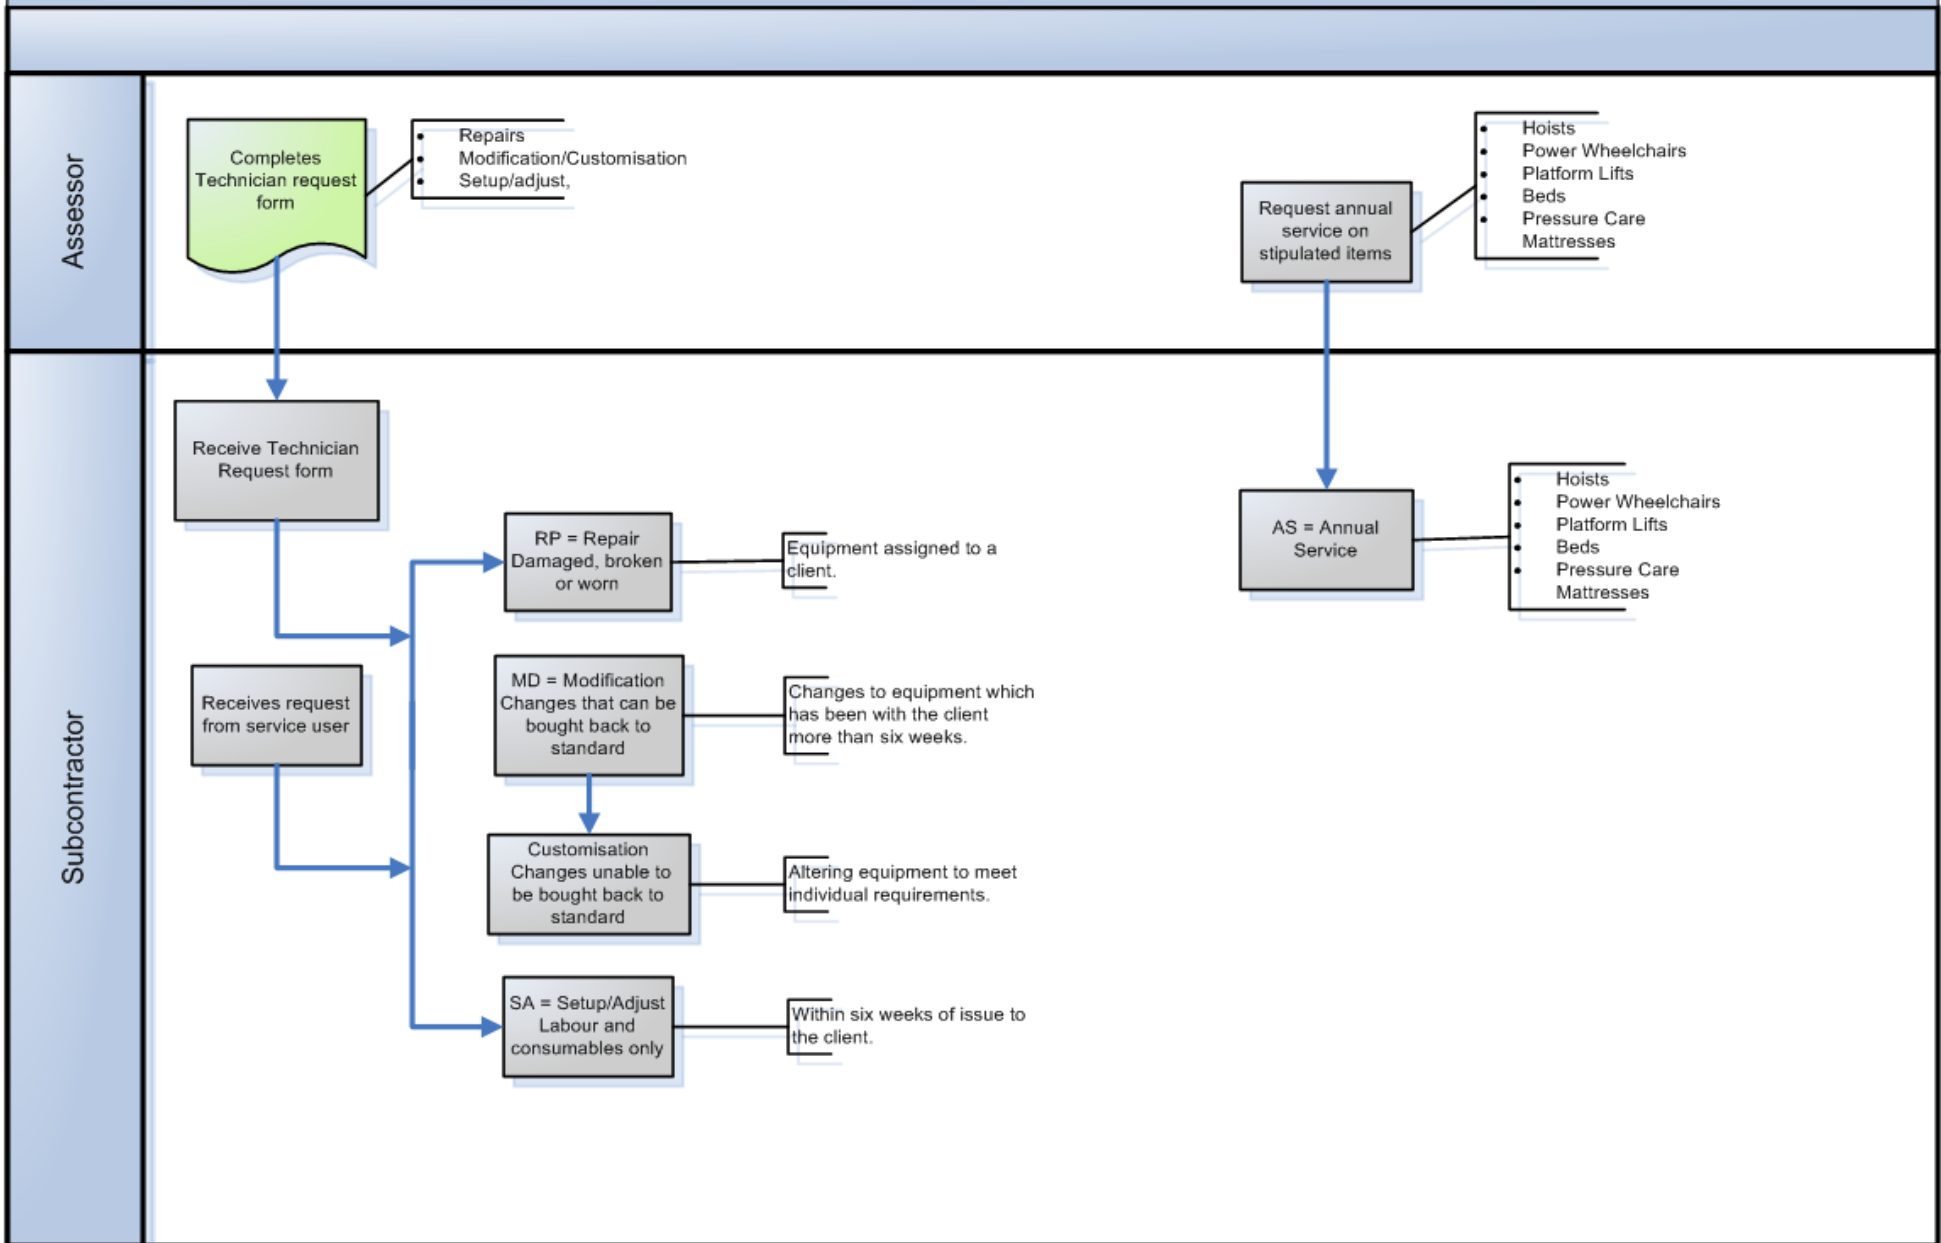 Assessor
Completes
Technician request
form
Repairs
Modification/Customisation
Setup/adjust,
Request annual
service on
stipulated items
Hoists
Power Wheelchairs
Platform Lifts
Beds
Pressure Care
Mattresses
Subcontractor
Receive Technician
Request form
Receives request
from service user
RP = Repair
Damaged, broken
or worn
Equipment assigned to a
client.
MD = Modification
Changes that can be
bought back to
standard
Changes to equipment which
has been with the client
more than six weeks.
Customisation
Changes unable to
be bought back to
standard
Altering equipment to meet
individual requirements.
SA = Setup/Adjust
Labour and
consumables only
Within six weeks of issue to
the client.
AS = Annual
Service
Hoists
Power Wheelchairs
Platform Lifts
Beds
Pressure Care
Mattresses